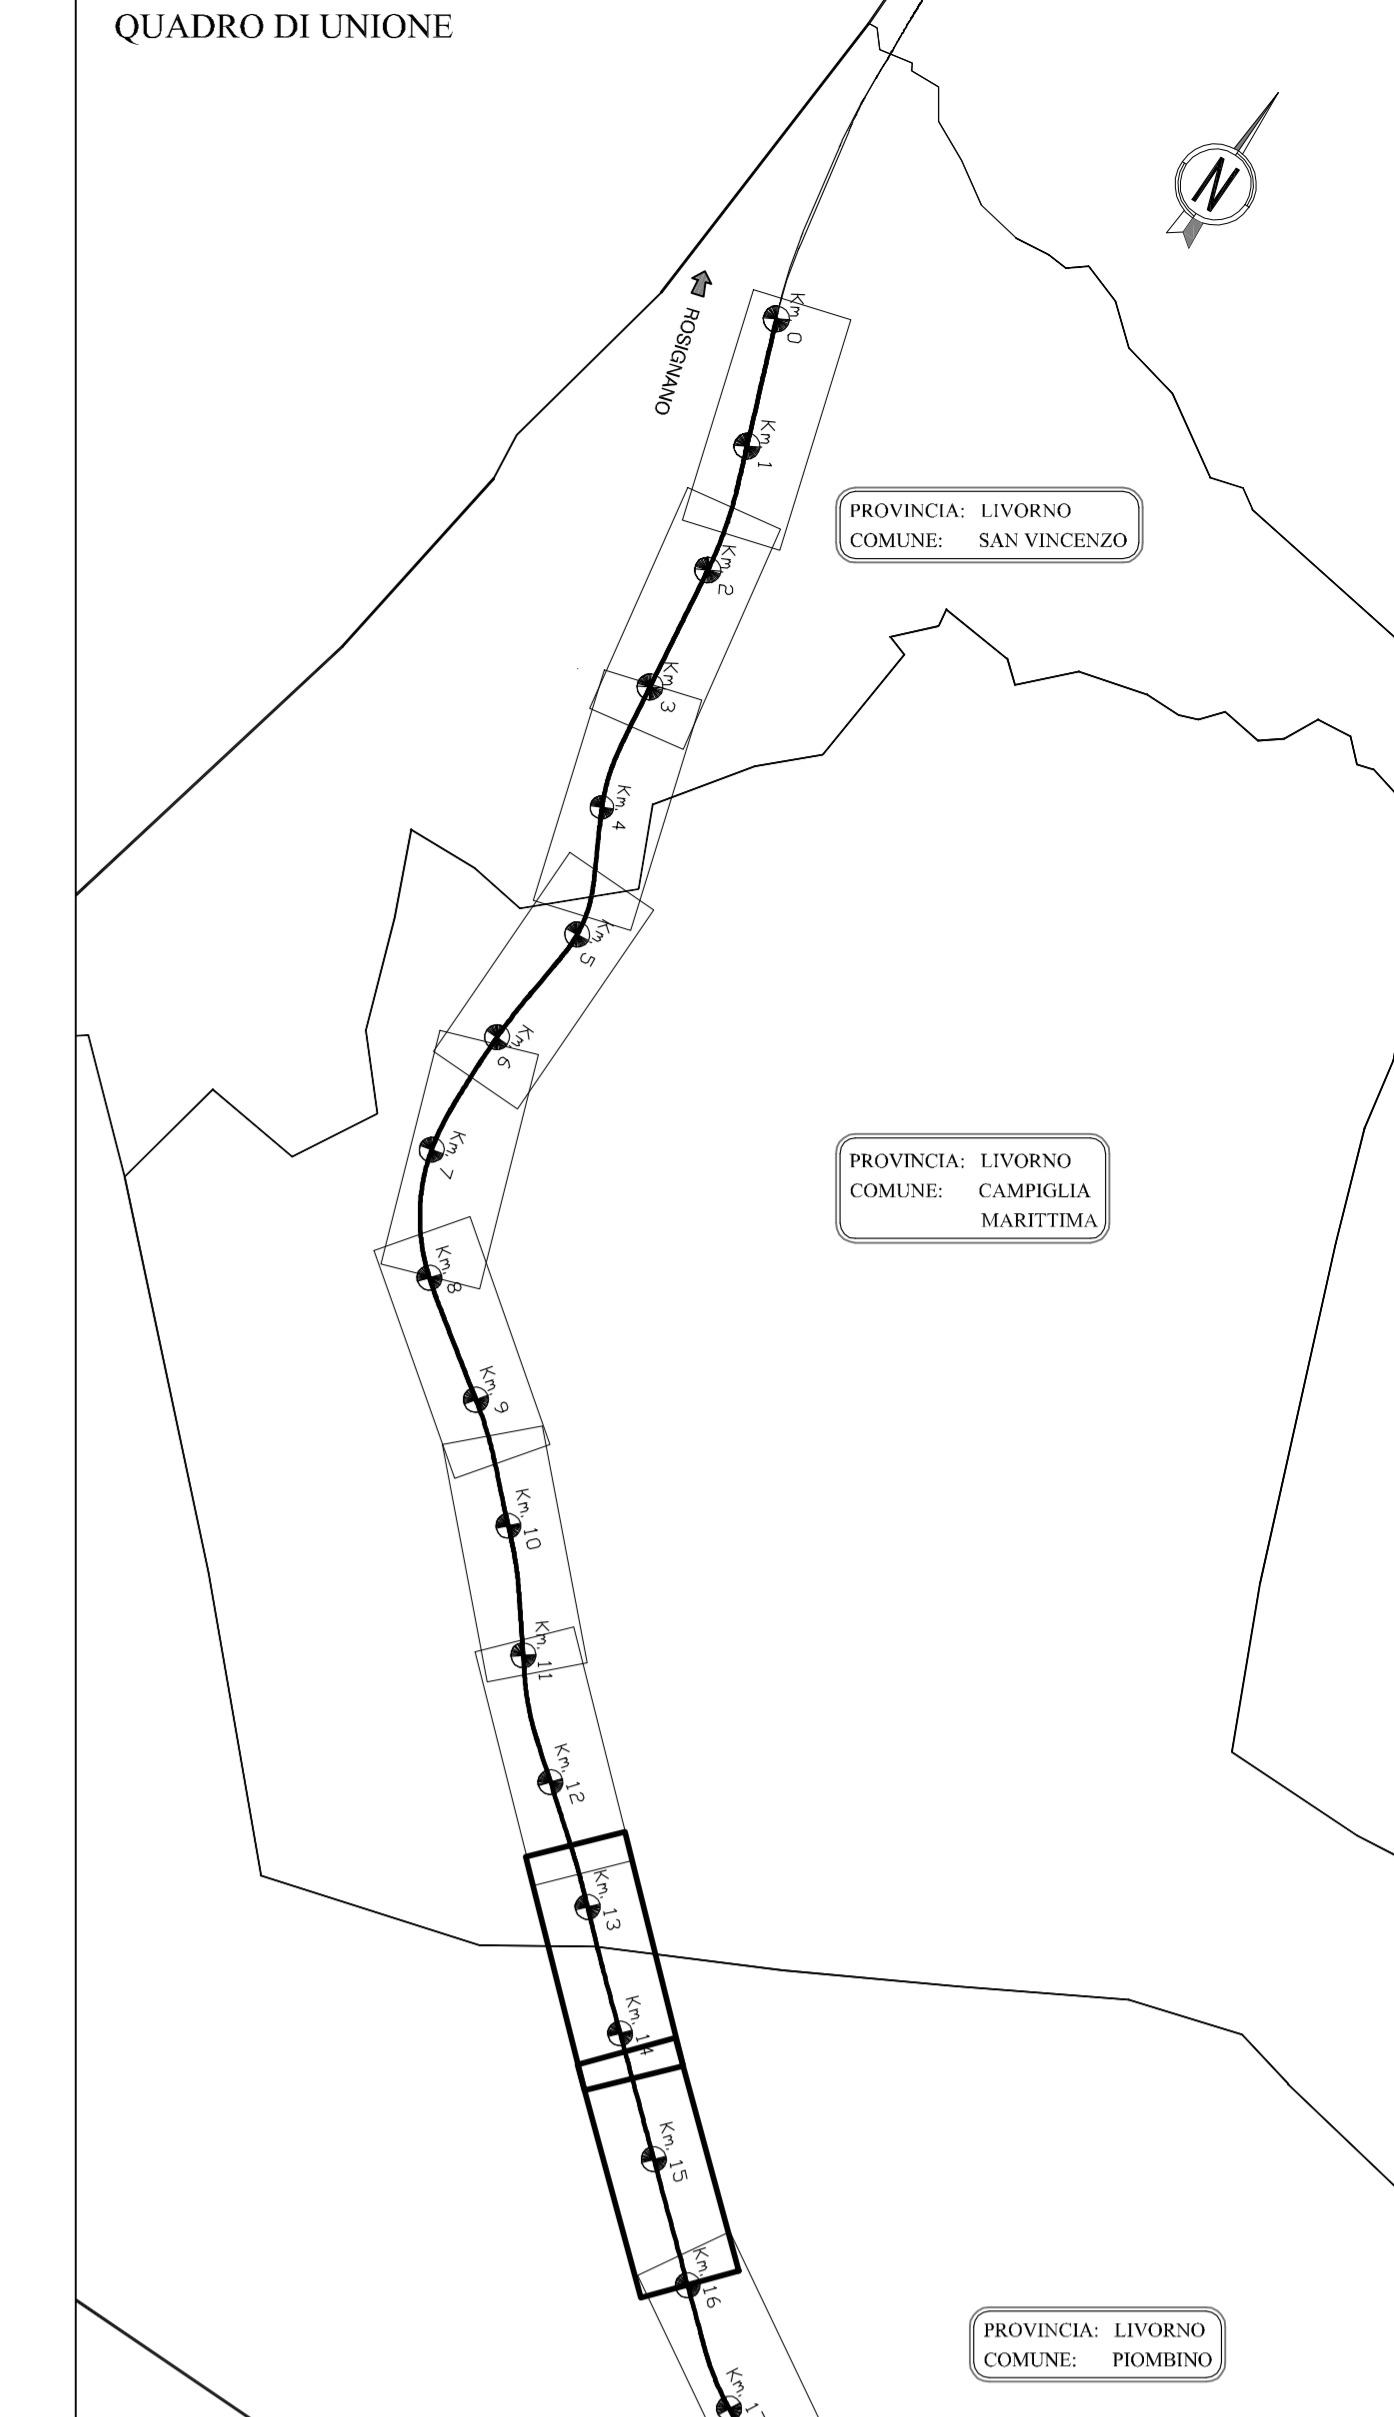 QUADRO DI UNIONE
N
ROSIGNANO
Km. 0
Km. 1
PROVINCIA: LIVORNO
COMUNE: SAN VINCENZO
Km. 2
Km. 3
Km. 4
Km. 5
Km. 6
Km. 7
PROVINCIA: LIVORNO
COMUNE: CAMPIGLIA
MARITTIMA
Km. 8
Km. 9
Km. 10
Km. 11
Km. 12
Km. 13
Km. 14
Km. 15
Km. 16
PROVINCIA: LIVORNO
COMUNE: PIOMBINO
Km.